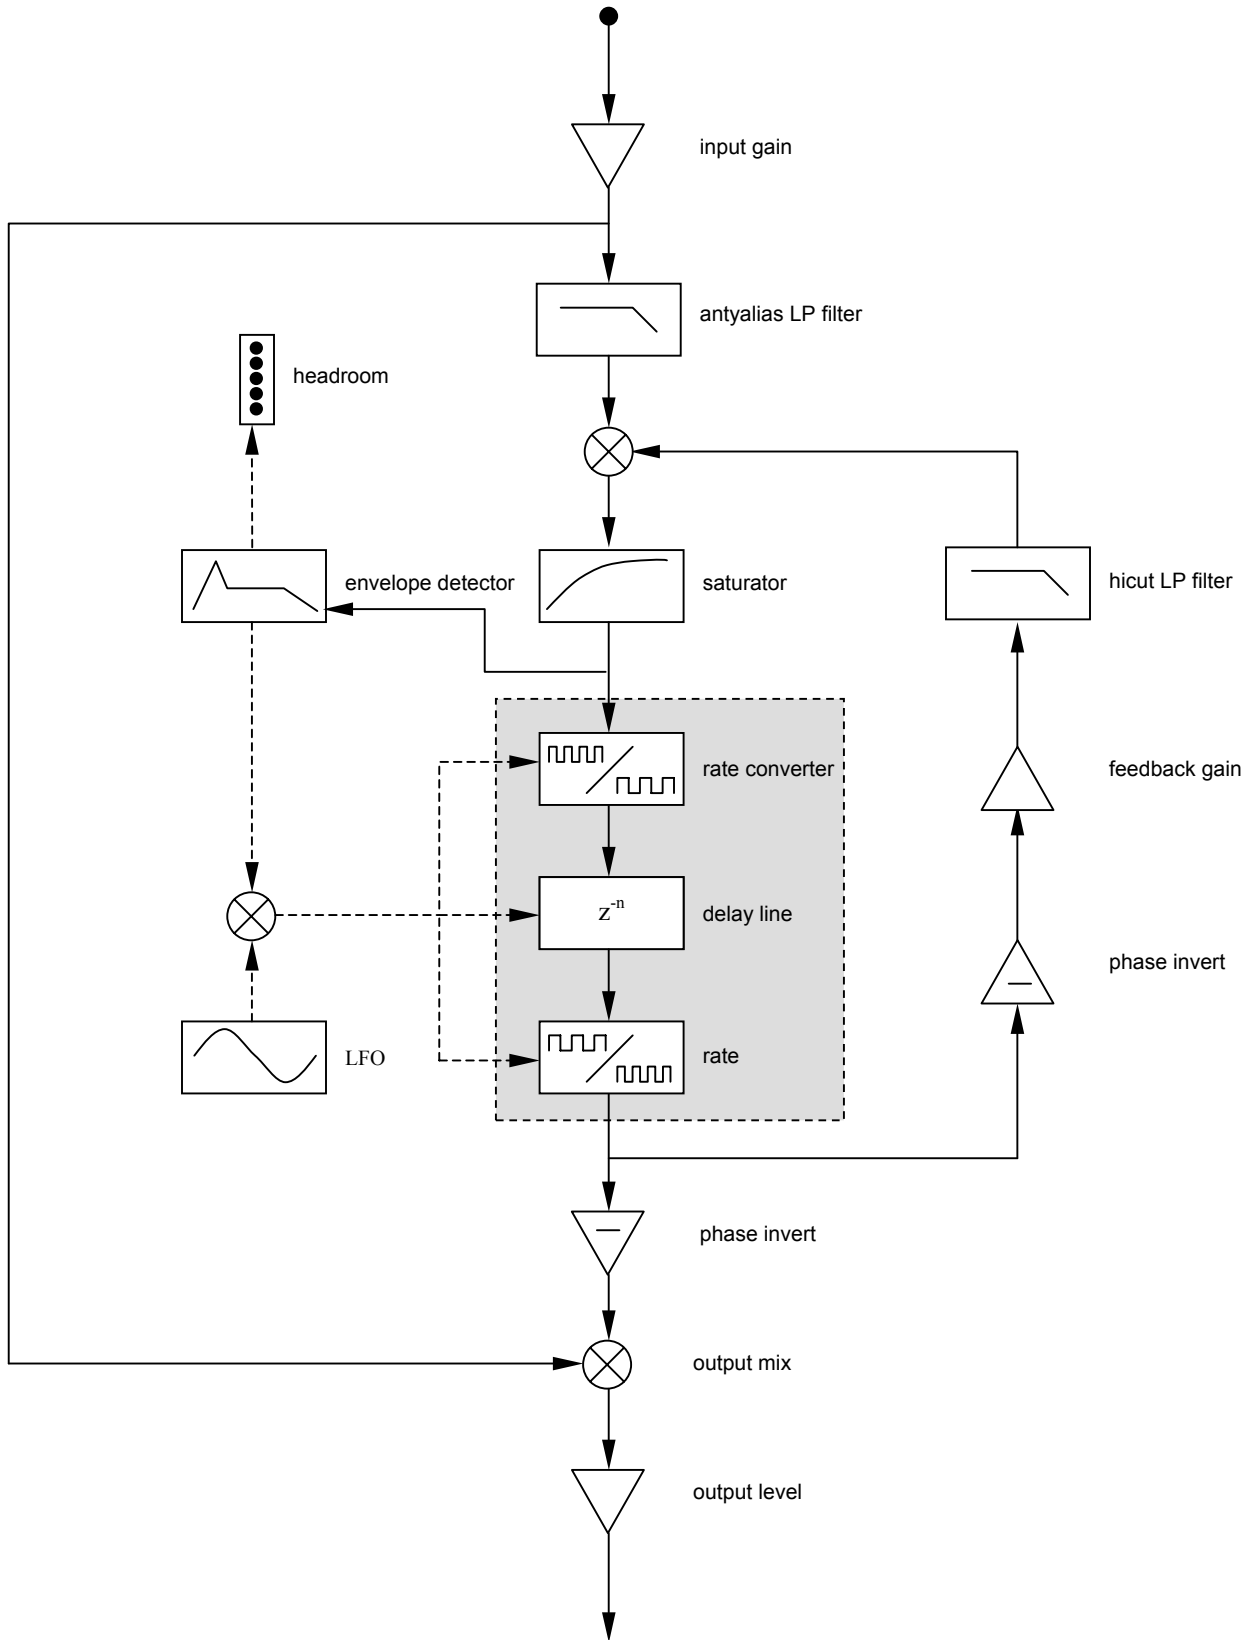 input gain
antyalias LP filter
headroom
envelope detector
saturator
hicut LP filter
rate converter
feedback gain
z-n
delay line
phase invert
LFO
rate
phase invert
output mix
output level